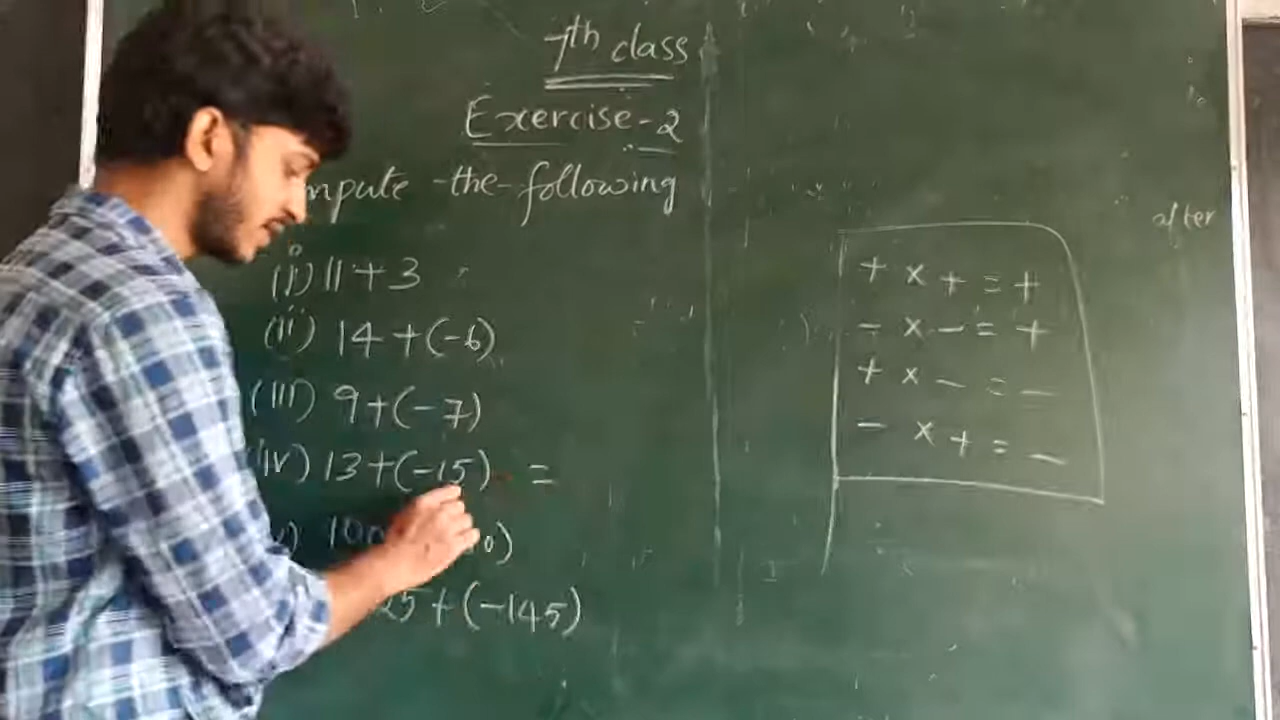 7th class
Exercise-2
the following
(i) 11+3
(ii) 14+(-6)
(iii) 9+(-7)
(iv) 13+(-15) =
25+(-145)
+ × + = +
- × - = +
+ × - = -
- × + = -
after